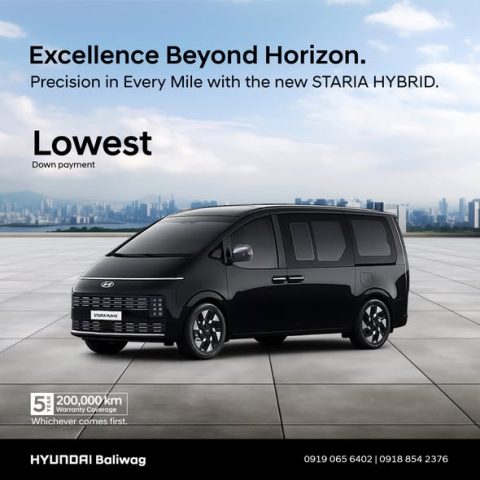 Excellence Beyond Horizon.
Precision in Every Mile with the new STARIA HYBRID.
Lowest
Down payment
STARIA Hybrid
5 YEARS 200,000 km
Warranty Coverage
Whichever comes first.
HYUNDAI Baliwag
0919 065 6402 | 0918 854 2376